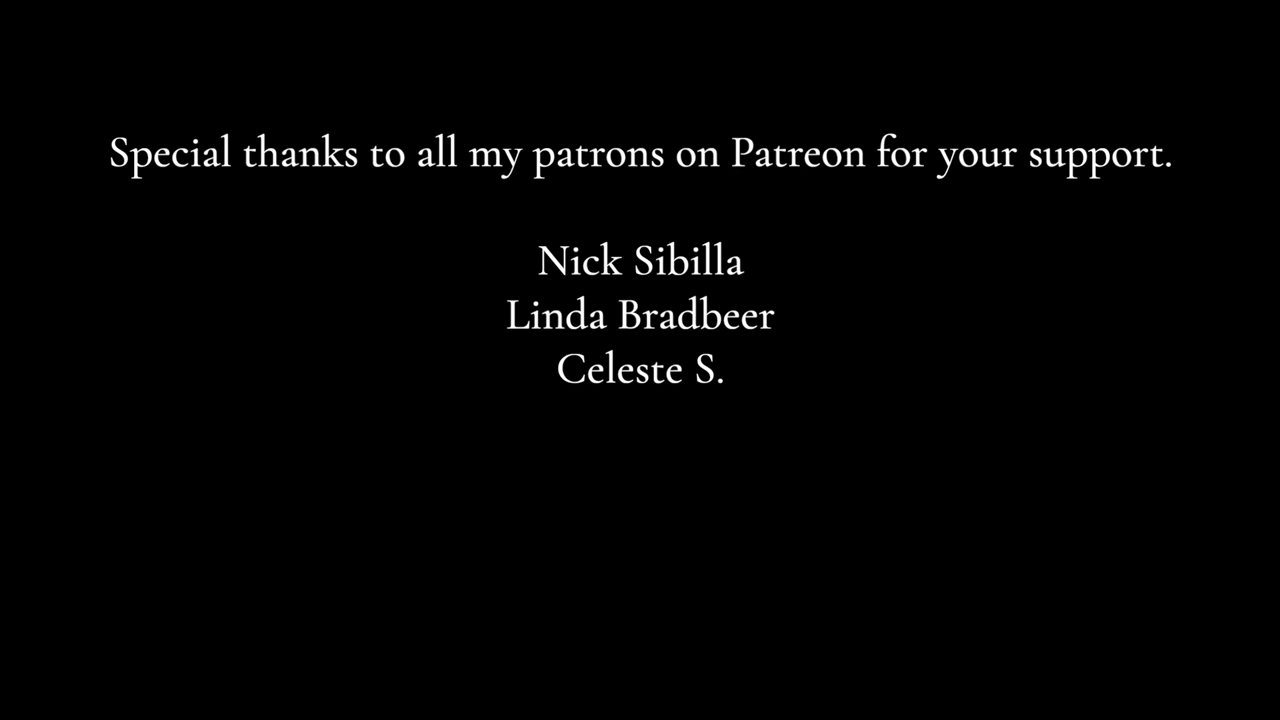 Special thanks to all my patrons on Patreon for your support.
Nick Sibilla
Linda Bradbeer
Celeste S.